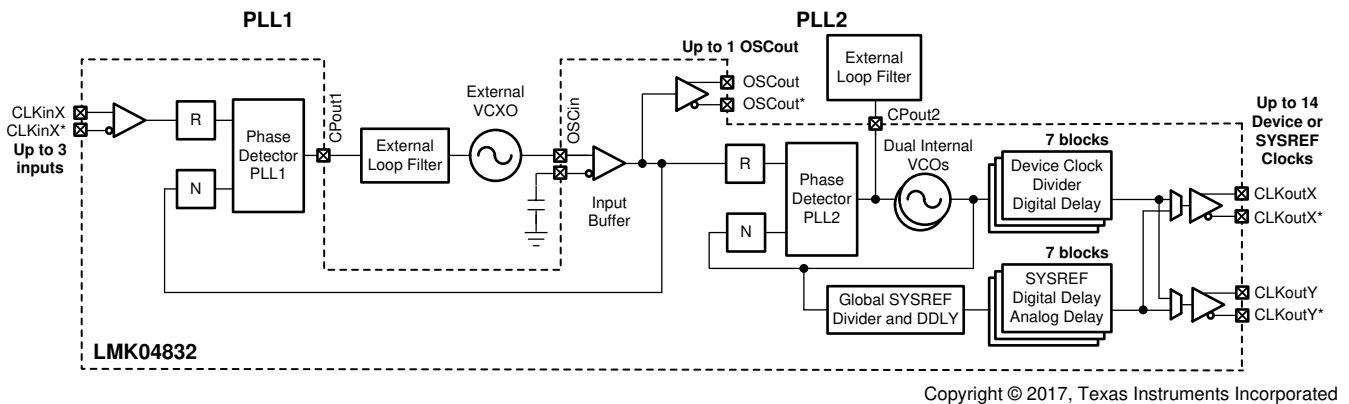 PLL1
PLL2
Up to 1 OSCout
OSCout
OSCout*
External
Loop Filter
CPout2
Up to 14
Device or
SYSREF
Clocks
CLKinX
CLKinX*
Up to 3
inputs
R
N
Phase
Detector
PLL1
CPout1
External
Loop Filter
External
VCXO
OSCin
Input
Buffer
R
N
Phase
Detector
PLL2
Dual Internal
VCOs
7 blocks
Device Clock
Divider
Digital Delay
7 blocks
SYSREF
Digital Delay
Analog Delay
Global SYSREF
Divider and DDLY
CLKoutX
CLKoutX*
CLKoutY
CLKoutY*
LMK04832
Copyright © 2017, Texas Instruments Incorporated